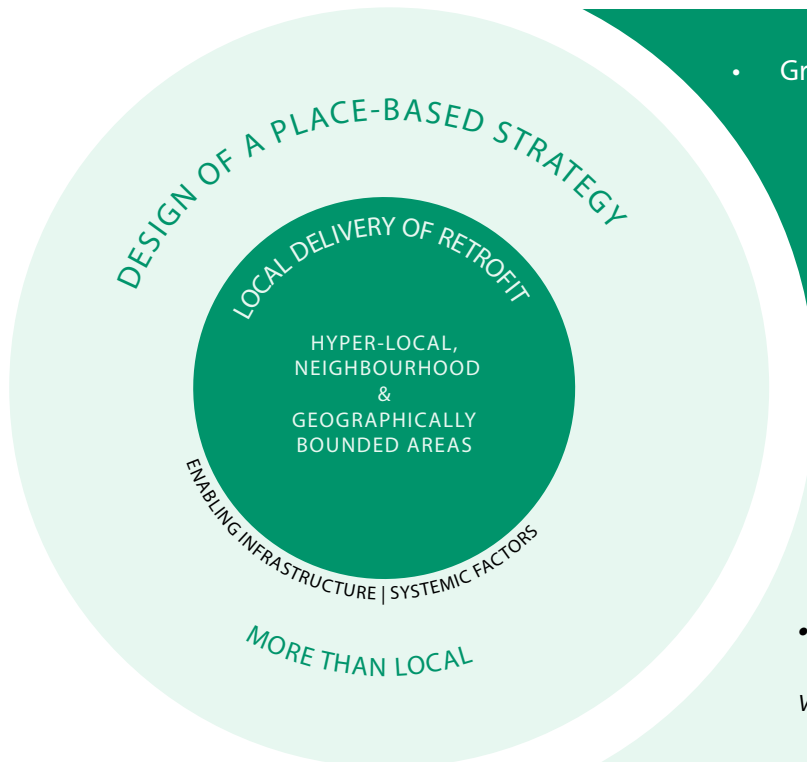 DESIGN OF A PLACE-BASED STRATEGY
LOCAL DELIVERY OF RETROFIT
HYPER-LOCAL,
NEIGHBOURHOOD
&
GEOGRAPHICALLY
BOUNDED AREAS
ENABLING INFRASTRUCTURE | SYSTEMIC FACTORS
MORE THAN LOCAL
•
•